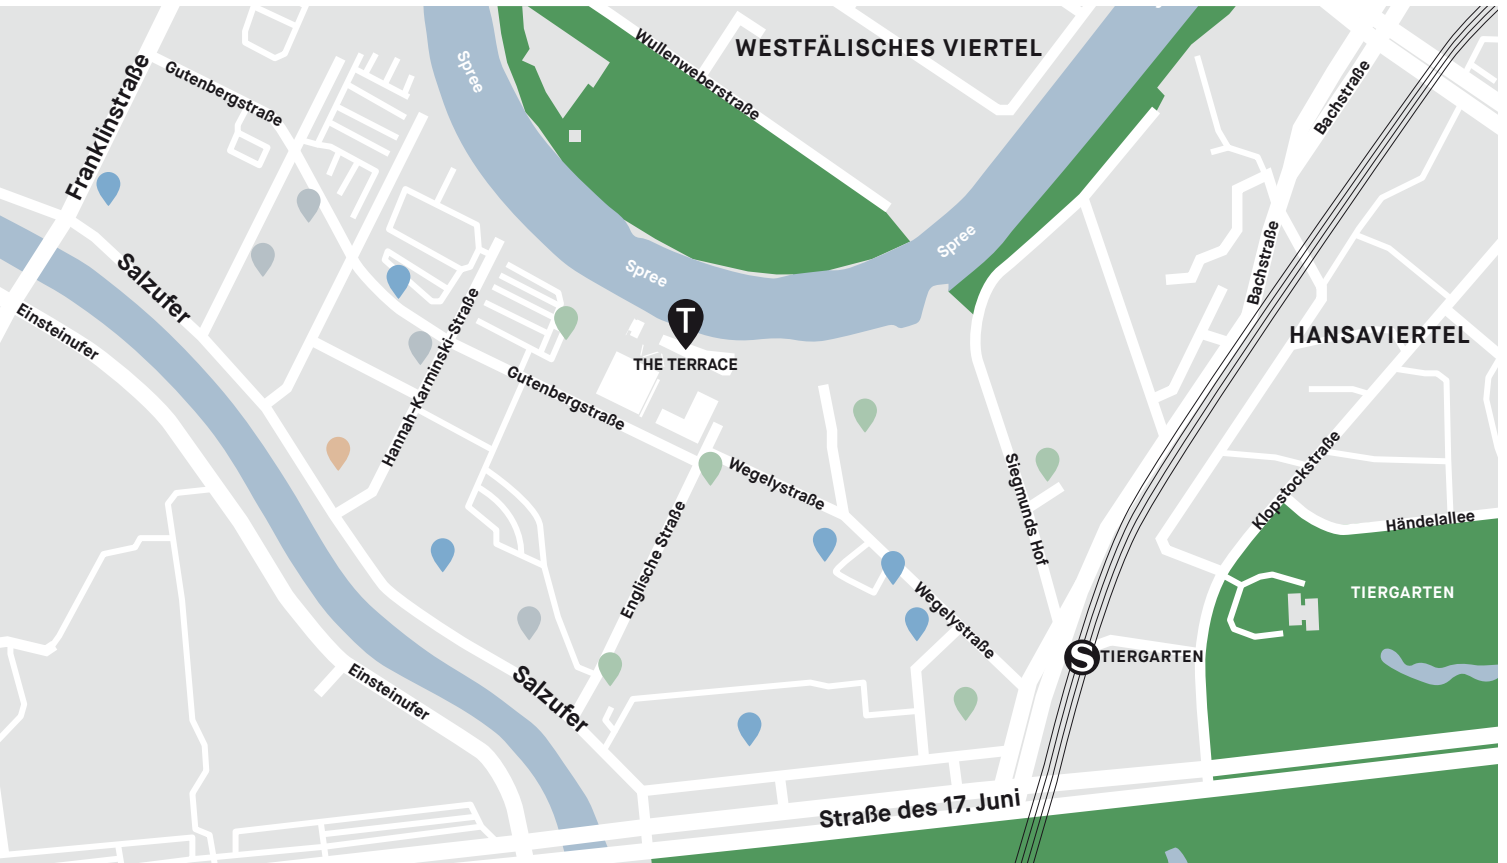 WESTFÄLISCHES VIERTEL
Wullenweberstraße
Spree
Franklinstraße
Gutenbergstraße
Bachstraße
Salzufer
Einsteinufer
Spree
Spree
Bachstraße
T
THE TERRACE
HANSAVIERTEL
Hannah-Karminski-Straße
Gutenbergstraße
Wegelystraße
Siegmunds Hof
Klopstockstraße
Händelallee
Englische Straße
Wegelystraße
TIERGARTEN
S
TIERGARTEN
Einsteinufer
Salzufer
Straße des 17. Juni